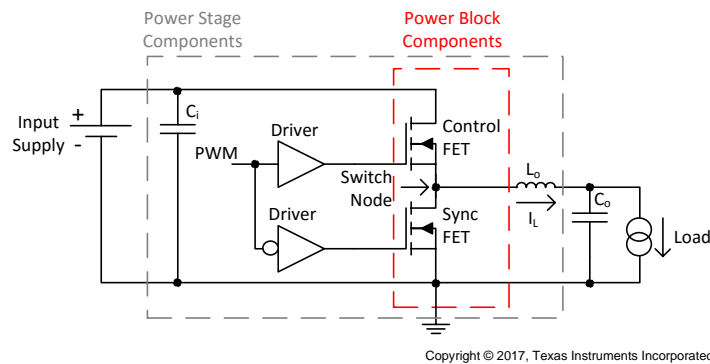 Power Stage
Components
Power Block
Components
Input
Supply
+
-
Ci
PWM
Driver
Driver
Control
FET
Switch
Node
Sync
FET
Lo
IL
Co
Load
Copyright © 2017, Texas Instruments Incorporated